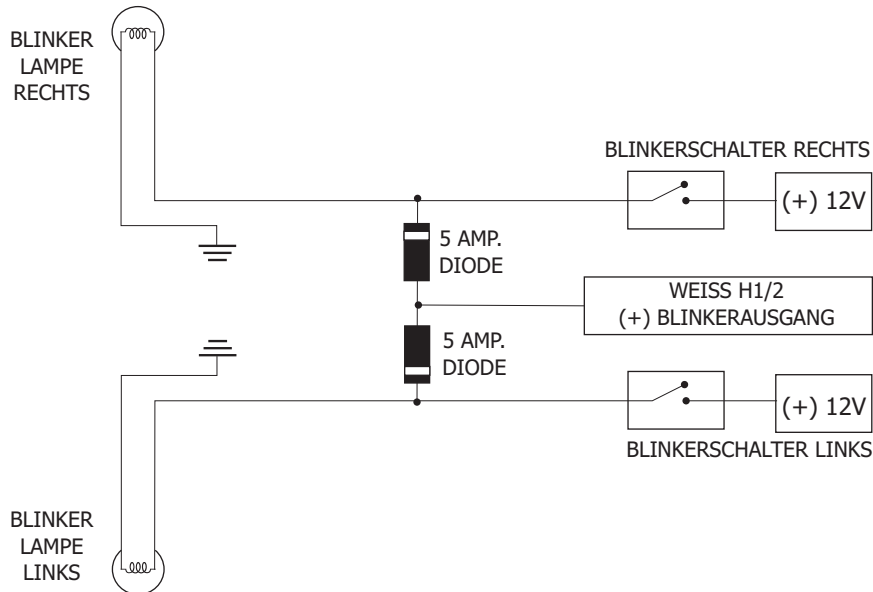 BLINKER
LAMPE
RECHTS
BLINKERSCHALTER RECHTS
(+) 12V
5 AMP.
DIODE
WEISS H1/2
(+) BLINKERAUSGANG
5 AMP.
DIODE
(+) 12V
BLINKERSCHALTER LINKS
BLINKER
LAMPE
LINKS